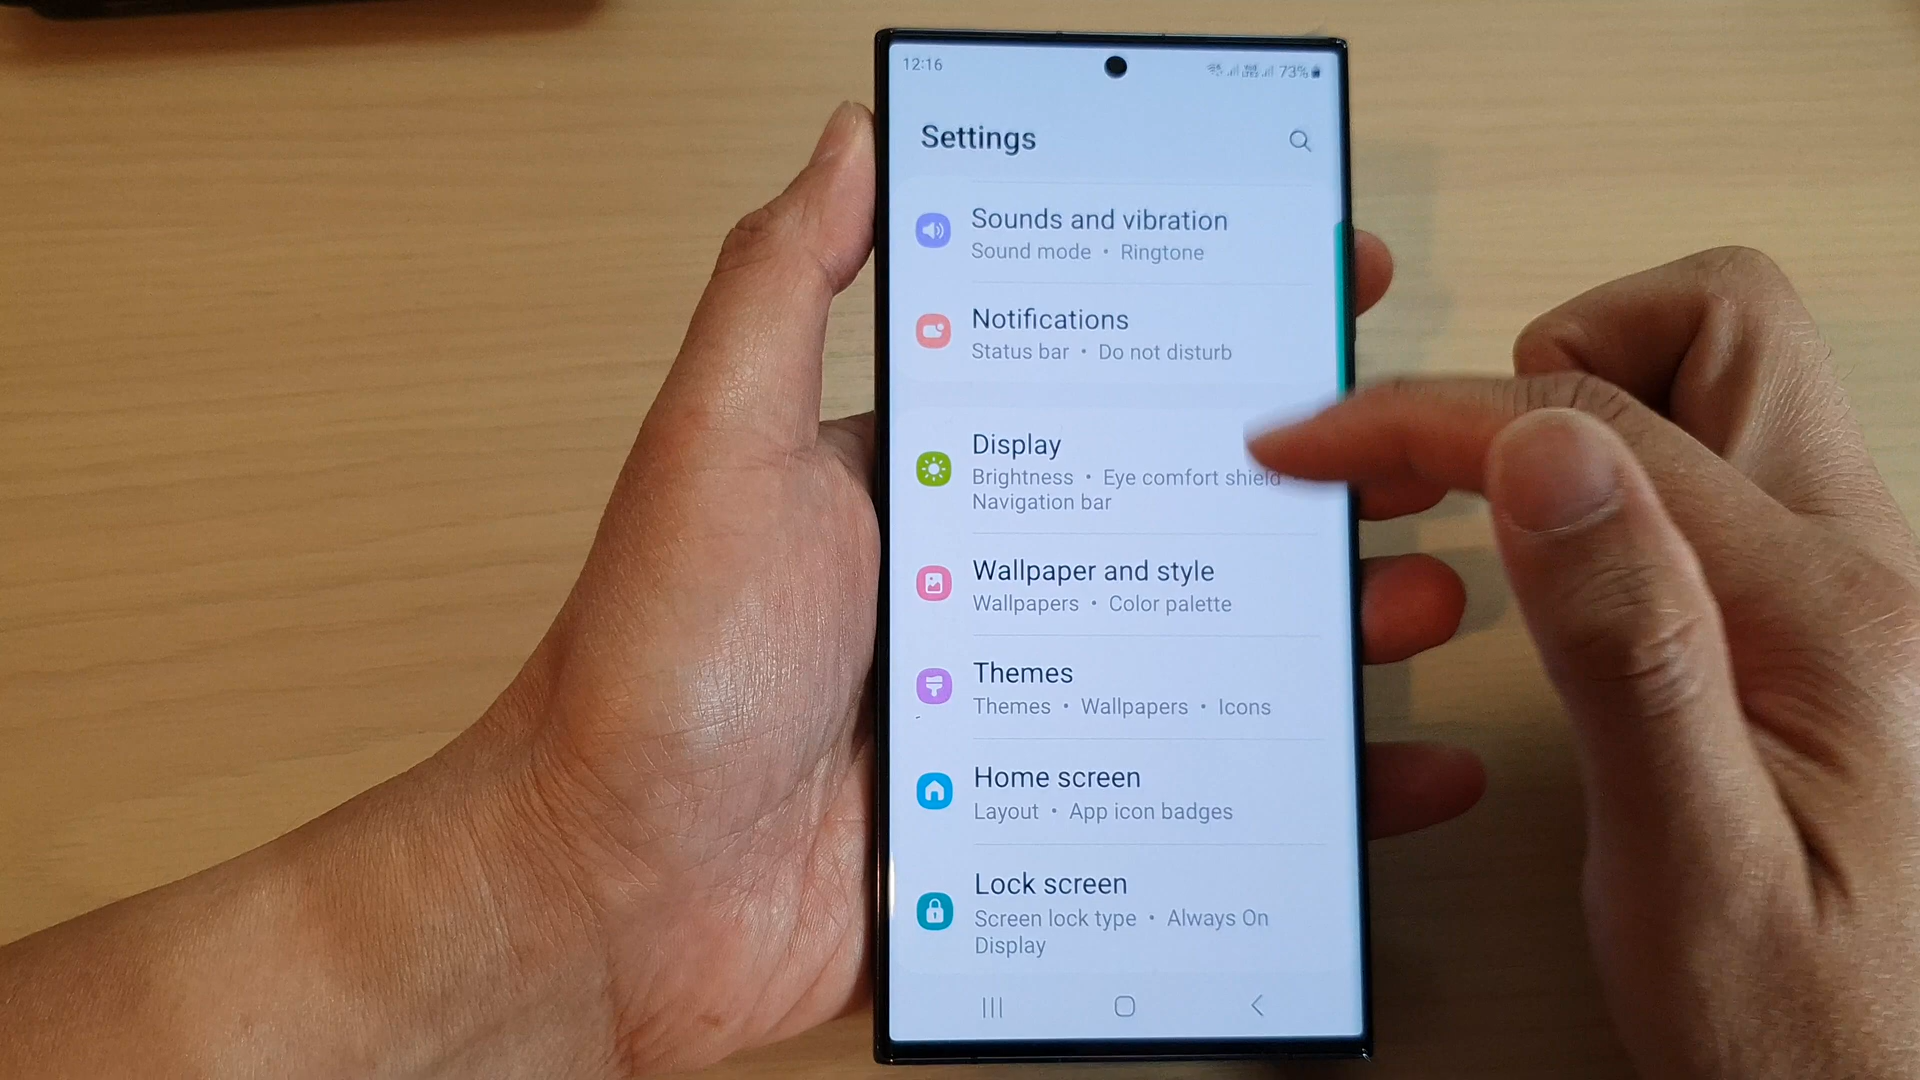 12:16
73%
Settings
Sounds and vibration
Sound mode • Ringtone
Notifications
Status bar • Do not disturb
Display
Brightness • Eye comfort shield
Navigation bar
Wallpaper and style
Wallpapers • Color palette
Themes
Themes • Wallpapers • Icons
Home screen
Layout • App icon badges
Lock screen
Screen lock type • Always On
Display